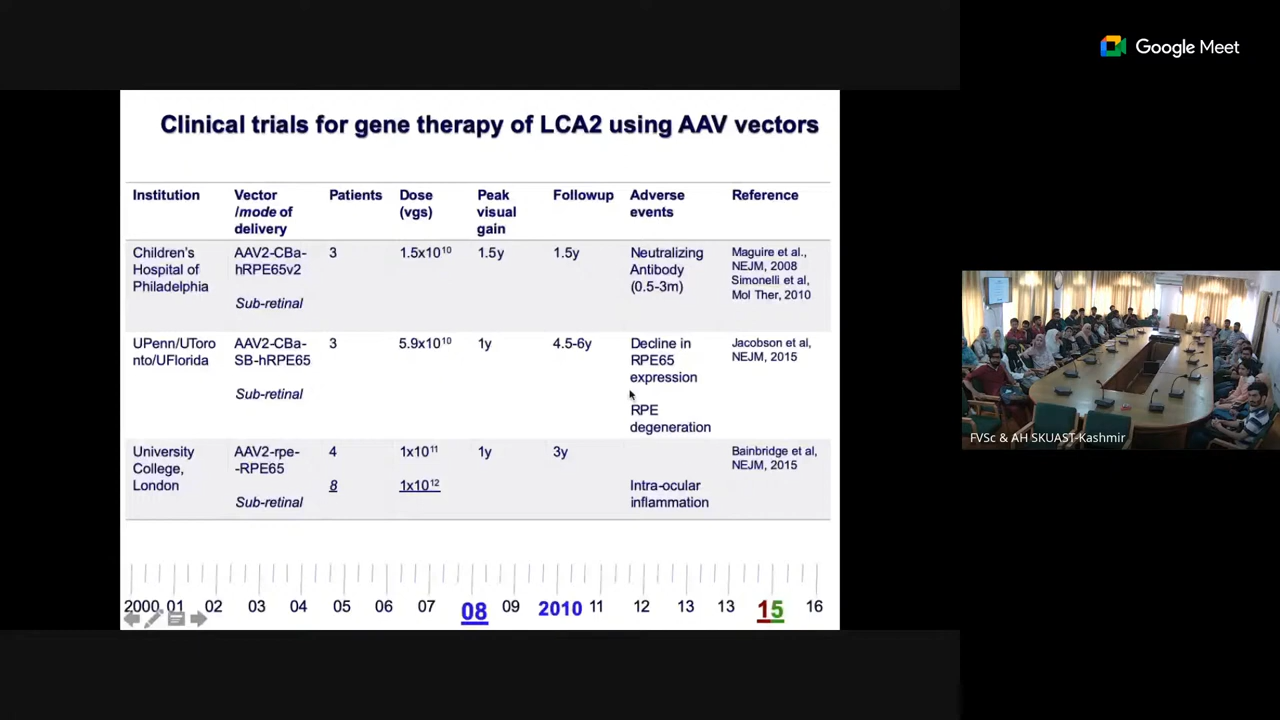 Google Meet
Clinical trials for gene therapy of LCA2 using AAV vectors
Institution
Vector
/mode of
delivery
Patients
Dose
(vgs)
Peak
visual
gain
Followup
Adverse
events
Reference
Children's
Hospital of
Philadelphia
AAV2-CBa-
hRPE65v2
Sub-retinal
3
1.5x10¹⁰
1.5y
1.5y
Neutralizing
Antibody
(0.5-3m)
Maguire et al.,
NEJM, 2008
Simonelli et al,
Mol Ther, 2010
UPenn/UToro
nto/UFlorida
AAV2-CBa-
SB-hRPE65
Sub-retinal
3
5.9x10¹⁰
1y
4.5-6y
Decline in
RPE65
expression
RPE
degeneration
Jacobson et al,
NEJM, 2015
University
College,
London
AAV2-rpe-
-RPE65
Sub-retinal
4
8
1x10¹¹
1x10¹²
1y
3y
Intra-ocular
inflammation
Bainbridge et al,
NEJM, 2015
2000 01 02 03 04 05 06 07 08 09 2010 11 12 13 13 15 16
FVSc & AH SKUAST-Kashmir